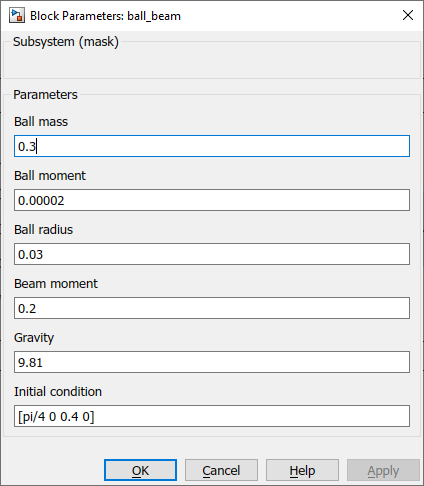 Block Parameters: ball_beam
Subsystem (mask)
Parameters
Ball mass
0.3
Ball moment
0.00002
Ball radius
0.03
Beam moment
0.2
Gravity
9.81
Initial condition
[pi/4 0 0.4 0]
OK Cancel Help Apply